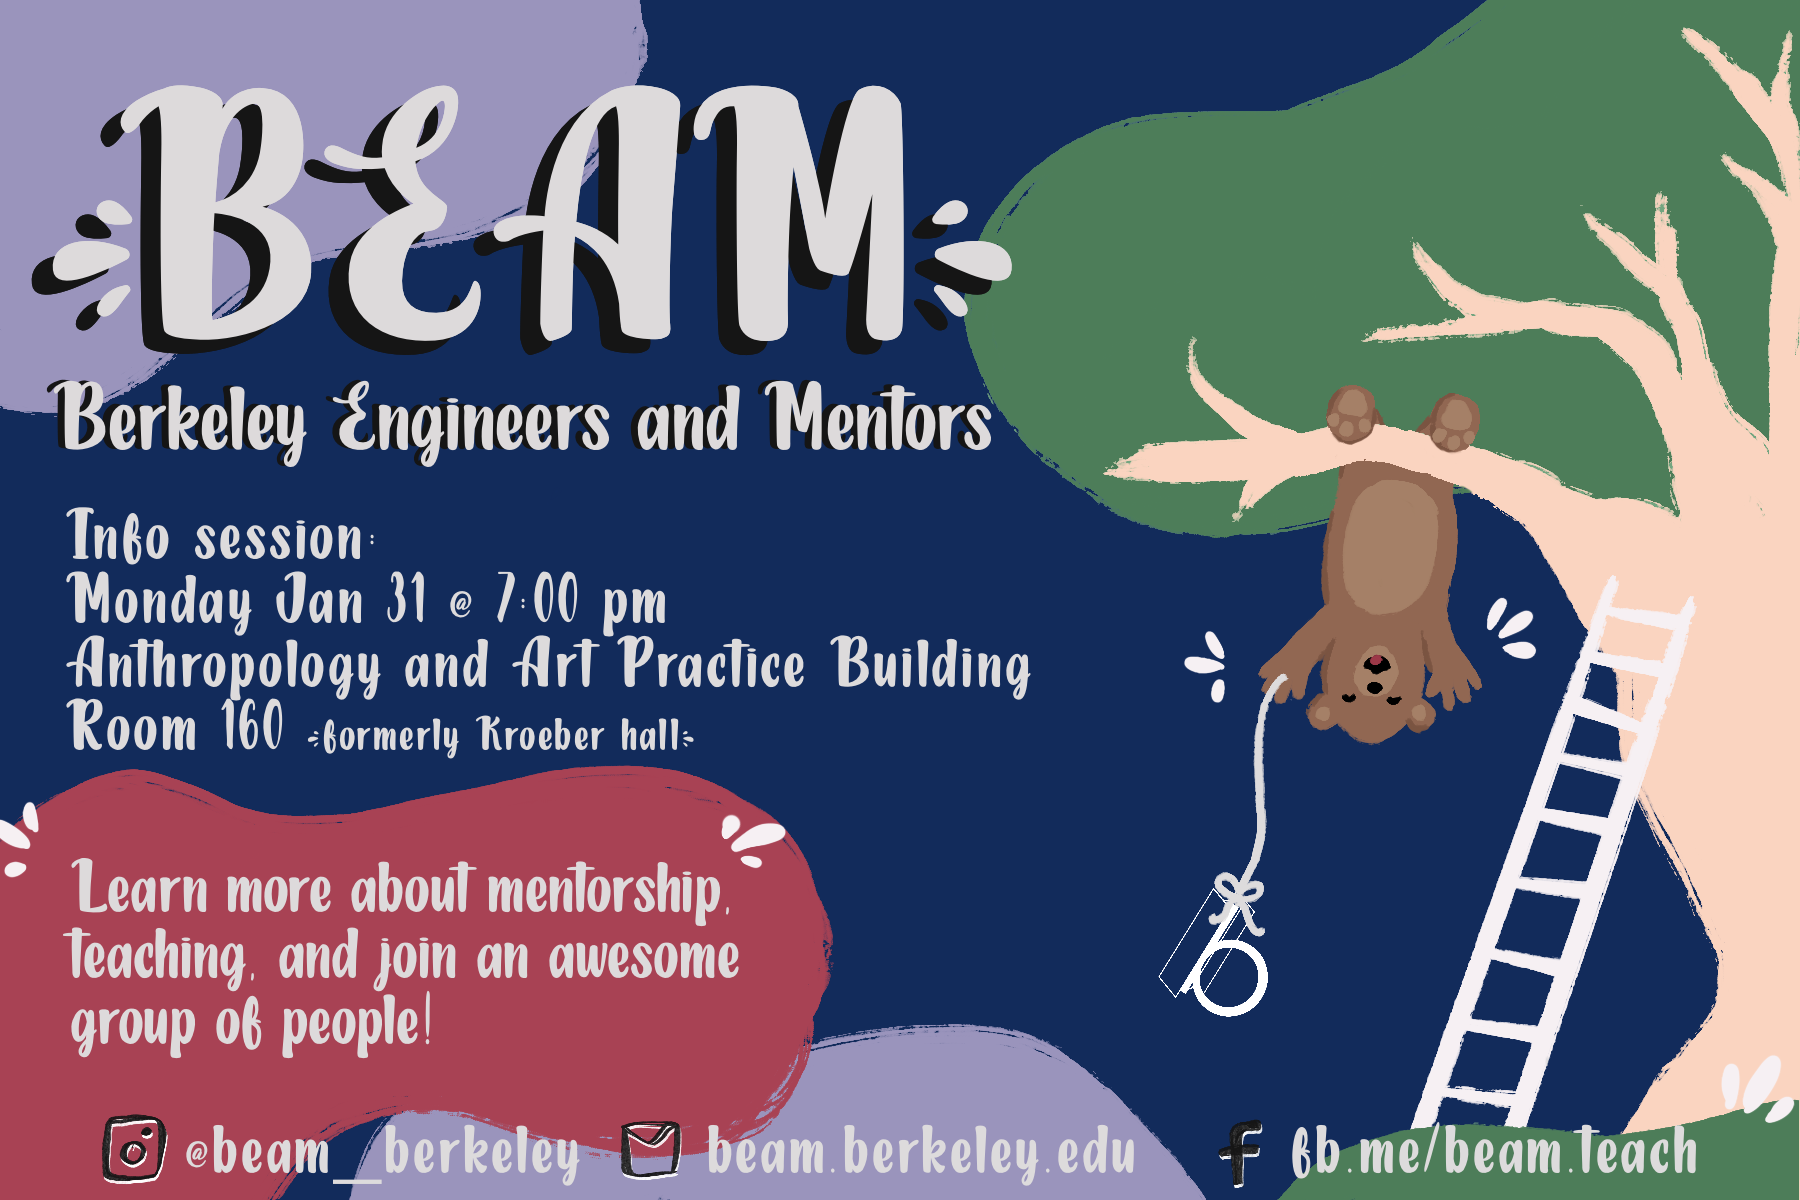 BEAM
Berkeley Engineers and Mentors
Info session:
Monday Jan 31 @ 7:00 pm
Anthropology and Art Practice Building
Room 160 formerly Kroeber hall
Learn more about mentorship,
teaching, and join an awesome
group of people!
b
@beam__berkeley beam.berkeley.edu fb.me/beam.teach